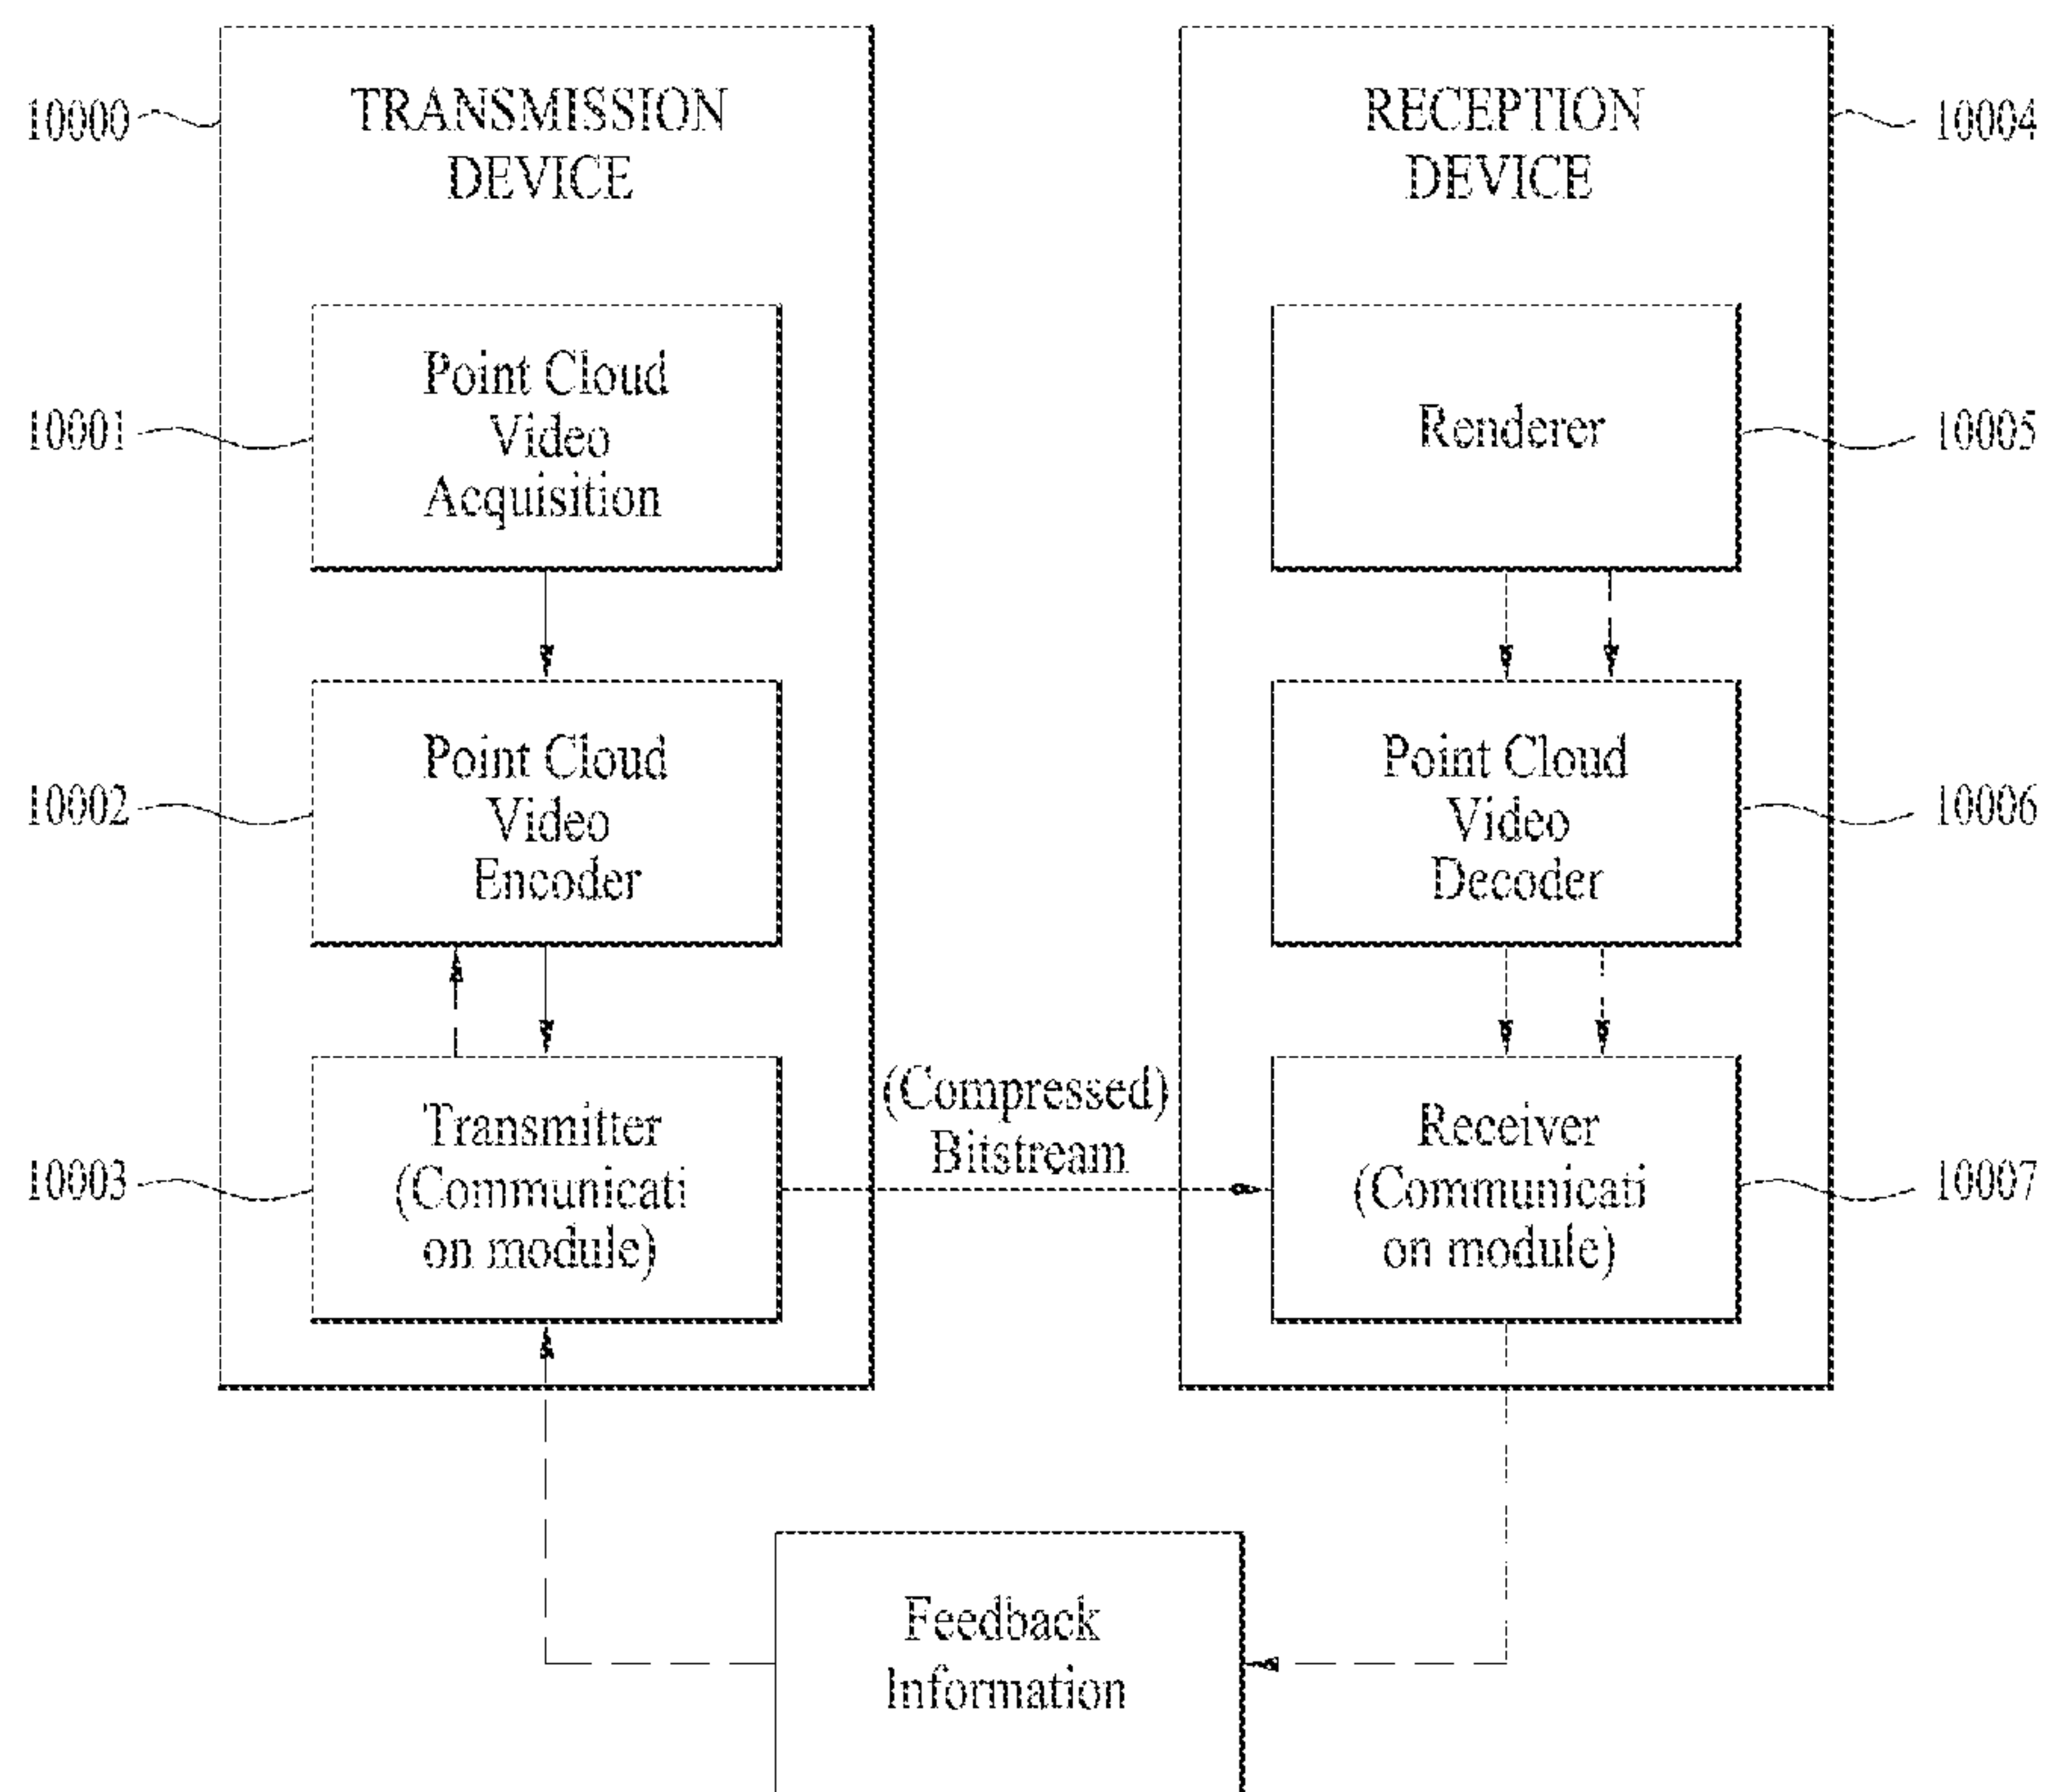 10000
TRANSMISSION
DEVICE
10001
Point Cloud
Video
Acquisition
10002
Point Cloud
Video
Encoder
10003
Transmitter
(Communicati
on module)
(Compressed)
Bitstream
RECEPTION
DEVICE
10004
Renderer
10005
Point Cloud
Video
Decoder
10006
Receiver
(Communicati
on module)
10007
Feedback
Information